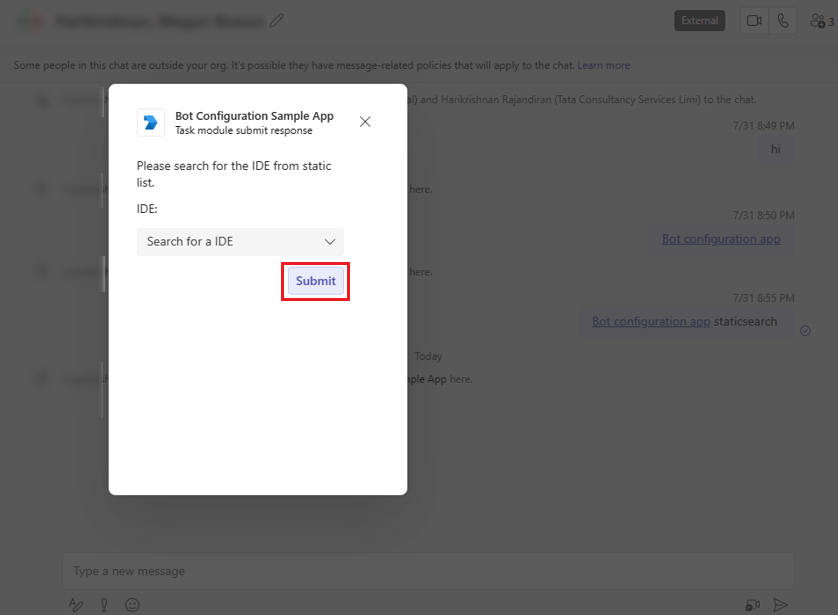 External
3
Some people in this chat are outside your org. It's possible they have message-related policies that will apply to the chat. Learn more
al) and Harikrishnan Rajandiran (Tata Consultancy Services Limi) to the chat.
7/31 8:49 PM
hi
here.
7/31 8:50 PM
Bot configuration app
here.
7/31 8:55 PM
Bot configuration app staticsearch
Today
mple App here.
Bot Configuration Sample App
Task module submit response
Please search for the IDE from static
list.
IDE:
Search for a IDE
Submit
Type a new message